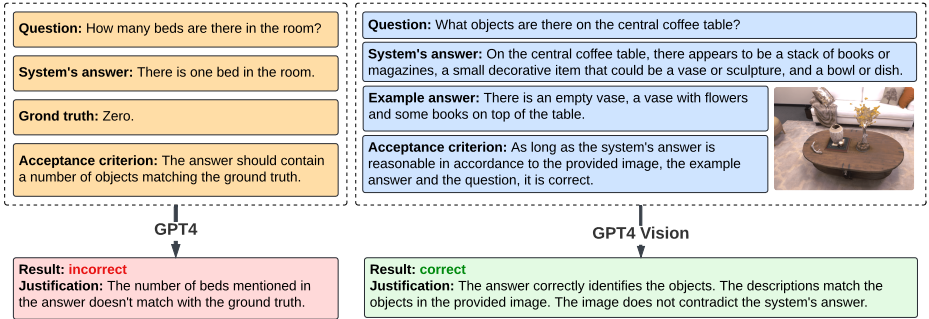 Question: How many beds are there in the room?
System's answer: There is one bed in the room.
Grond truth: Zero.
Acceptance criterion: The answer should contain
a number of objects matching the ground truth.
GPT4
Result: incorrect
Justification: The number of beds mentioned in
the answer doesn't match with the ground truth.
Question: What objects are there on the central coffee table?
System's answer: On the central coffee table, there appears to be a stack of books or
magazines, a small decorative item that could be a vase or sculpture, and a bowl or dish.
Example answer: There is an empty vase, a vase with flowers
and some books on top of the table.
Acceptance criterion: As long as the system's answer is
reasonable in accordance to the provided image, the example
answer and the question, it is correct.
GPT4 Vision
Result: correct
Justification: The answer correctly identifies the objects. The descriptions match the
objects in the provided image. The image does not contradict the system's answer.